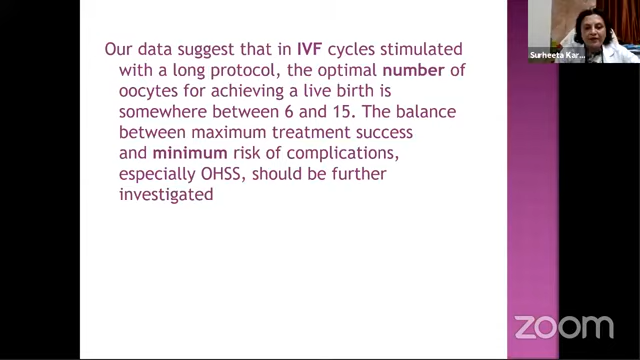 Our data suggest that in IVF cycles stimulated
with a long protocol, the optimal number of
oocytes for achieving a live birth is
somewhere between 6 and 15. The balance
between maximum treatment success
and minimum risk of complications,
especially OHSS, should be further
investigated
Surheeta Kar...
zoom